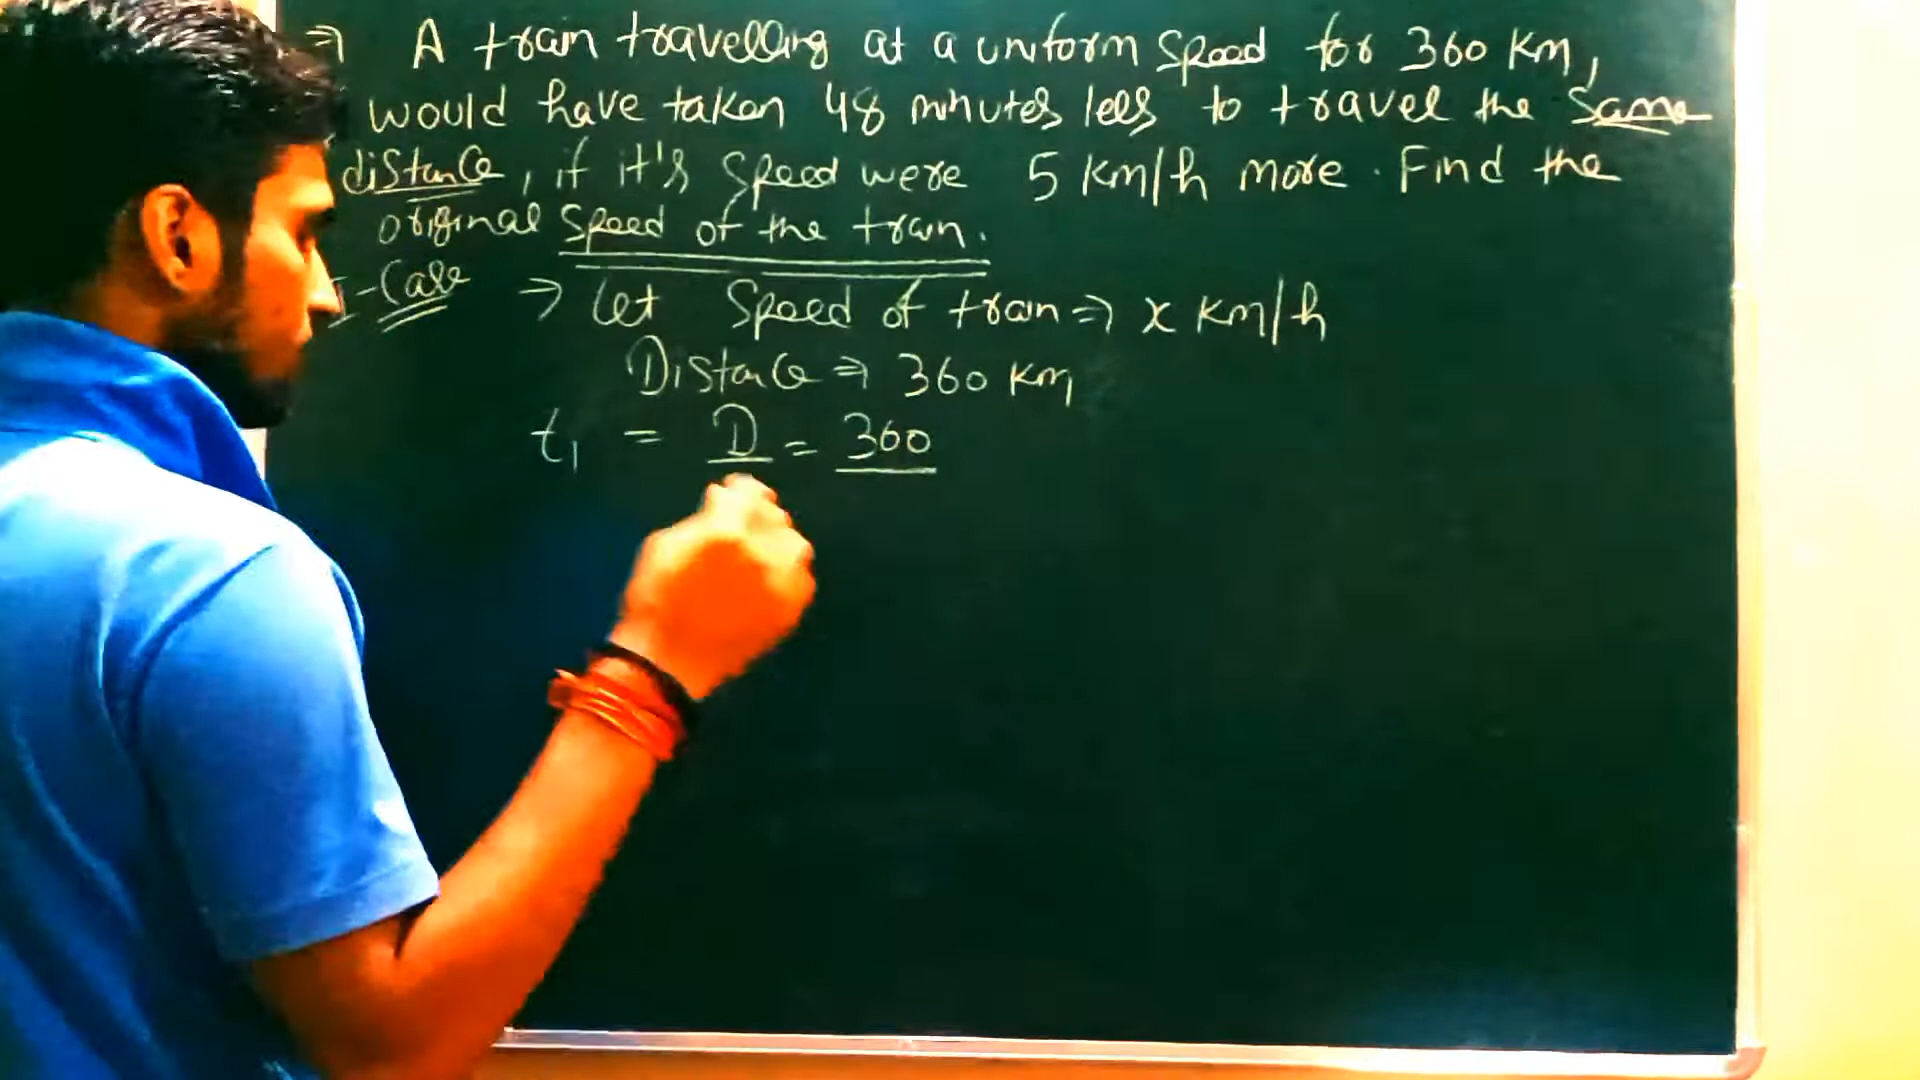 ⇒ A train travelling at a uniform speed for 360 km,
would have taken 48 minutes less to travel the same
distance, if it's speed were 5 km/h more. Find the
original speed of the train.
I-Case → Let speed of train ⇒ x km/h
Distance ⇒ 360 km
t₁ = D = 360